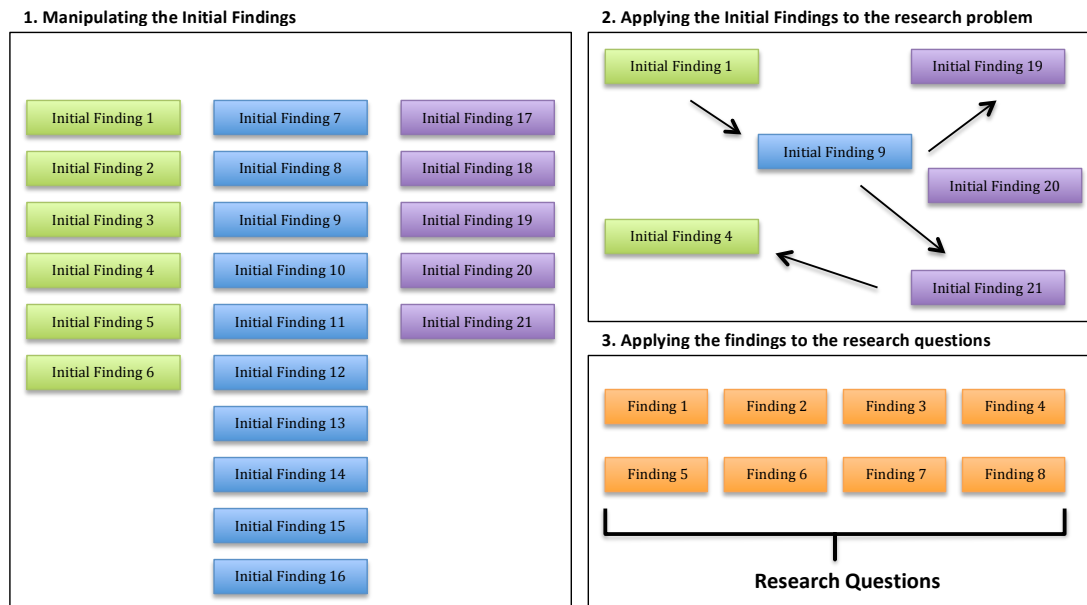 1. Manipulating the Initial Findings
Initial Finding 1
Initial Finding 2
Initial Finding 3
Initial Finding 4
Initial Finding 5
Initial Finding 6
Initial Finding 7
Initial Finding 8
Initial Finding 9
Initial Finding 10
Initial Finding 11
Initial Finding 12
Initial Finding 13
Initial Finding 14
Initial Finding 15
Initial Finding 16
Initial Finding 17
Initial Finding 18
Initial Finding 19
Initial Finding 20
Initial Finding 21
2. Applying the Initial Findings to the research problem
Initial Finding 1
Initial Finding 19
Initial Finding 9
Initial Finding 20
Initial Finding 4
Initial Finding 21
3. Applying the findings to the research questions
Finding 1
Finding 2
Finding 3
Finding 4
Finding 5
Finding 6
Finding 7
Finding 8
Research Questions